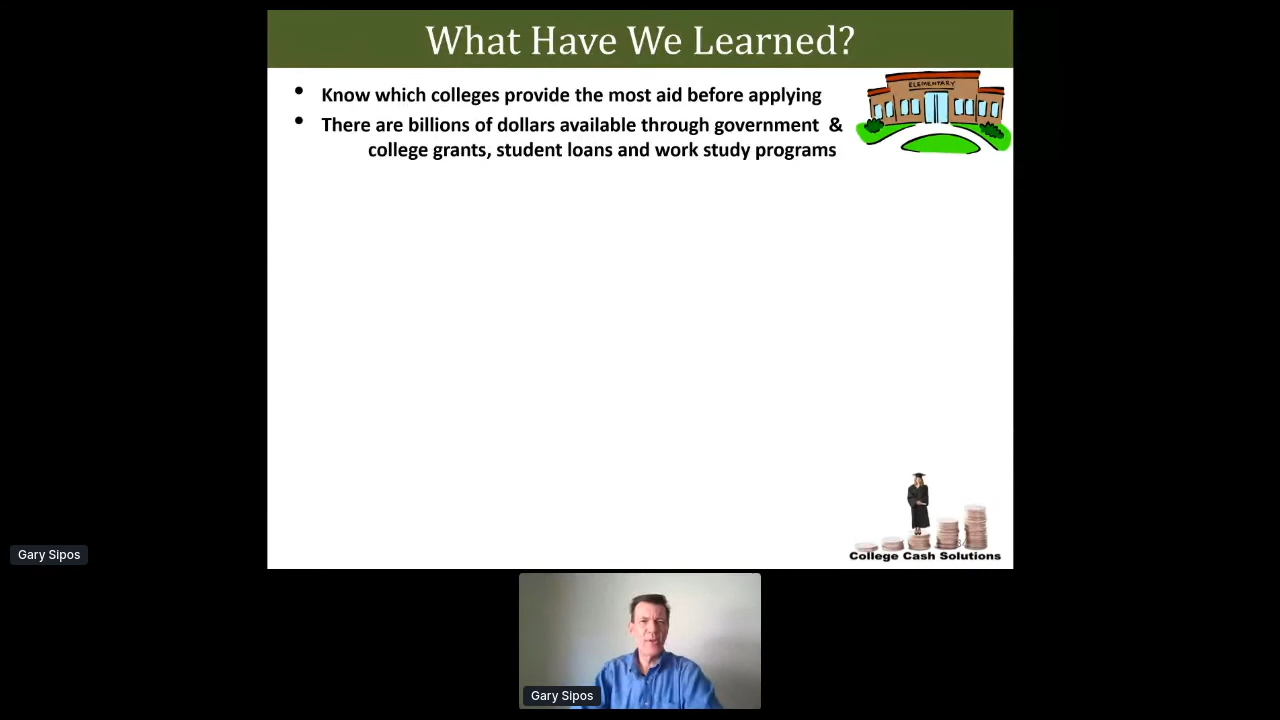 What Have We Learned?
ELEMENTARY
• Know which colleges provide the most aid before applying
• There are billions of dollars available through government &
college grants, student loans and work study programs
College Cash Solutions
Gary Sipos
Gary Sipos